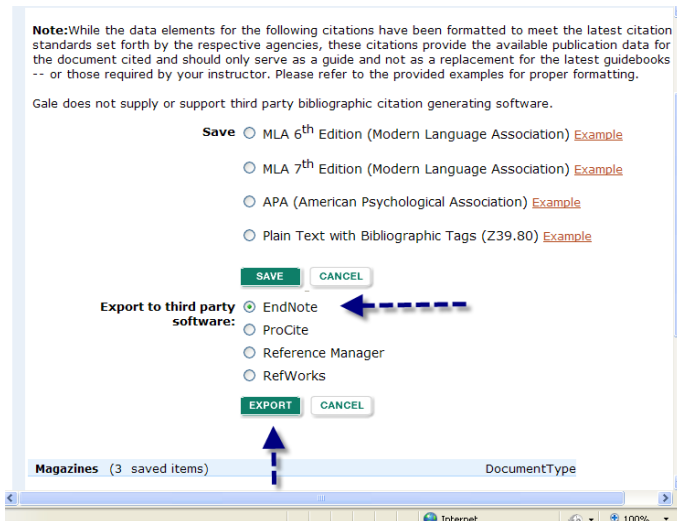 Note:While the data elements for the following citations have been formatted to meet the latest citation
standards set forth by the respective agencies, these citations provide the available publication data for
the document cited and should only serve as a guide and not as a replacement for the latest guidebooks
-- or those required by your instructor. Please refer to the provided examples for proper formatting.
Gale does not supply or support third party bibliographic citation generating software.
Save MLA 6th Edition (Modern Language Association) Example
MLA 7th Edition (Modern Language Association) Example
APA (American Psychological Association) Example
Plain Text with Bibliographic Tags (Z39.80) Example
SAVE CANCEL
Export to third party EndNote
software:
ProCite
Reference Manager
RefWorks
EXPORT CANCEL
Magazines (3 saved items) DocumentType
Internet 100%